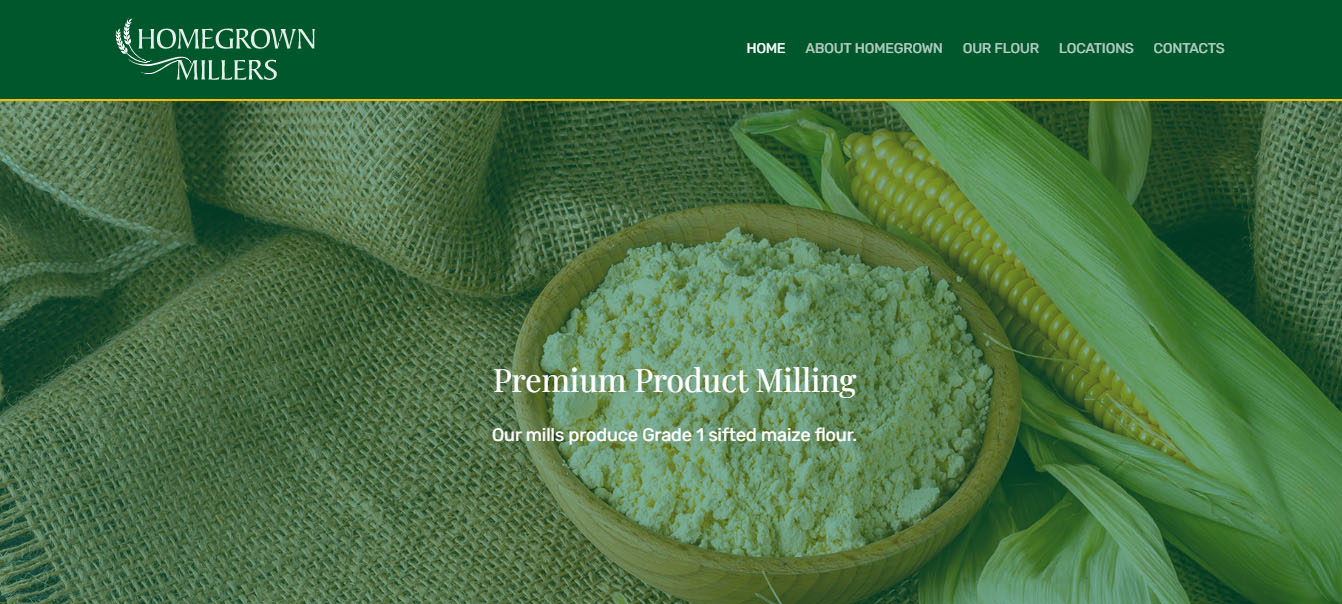 HOMEGROWN
MILLERS
HOME ABOUT HOMEGROWN OUR FLOUR LOCATIONS CONTACTS
Premium Product Milling
Our mills produce Grade 1 sifted maize flour.